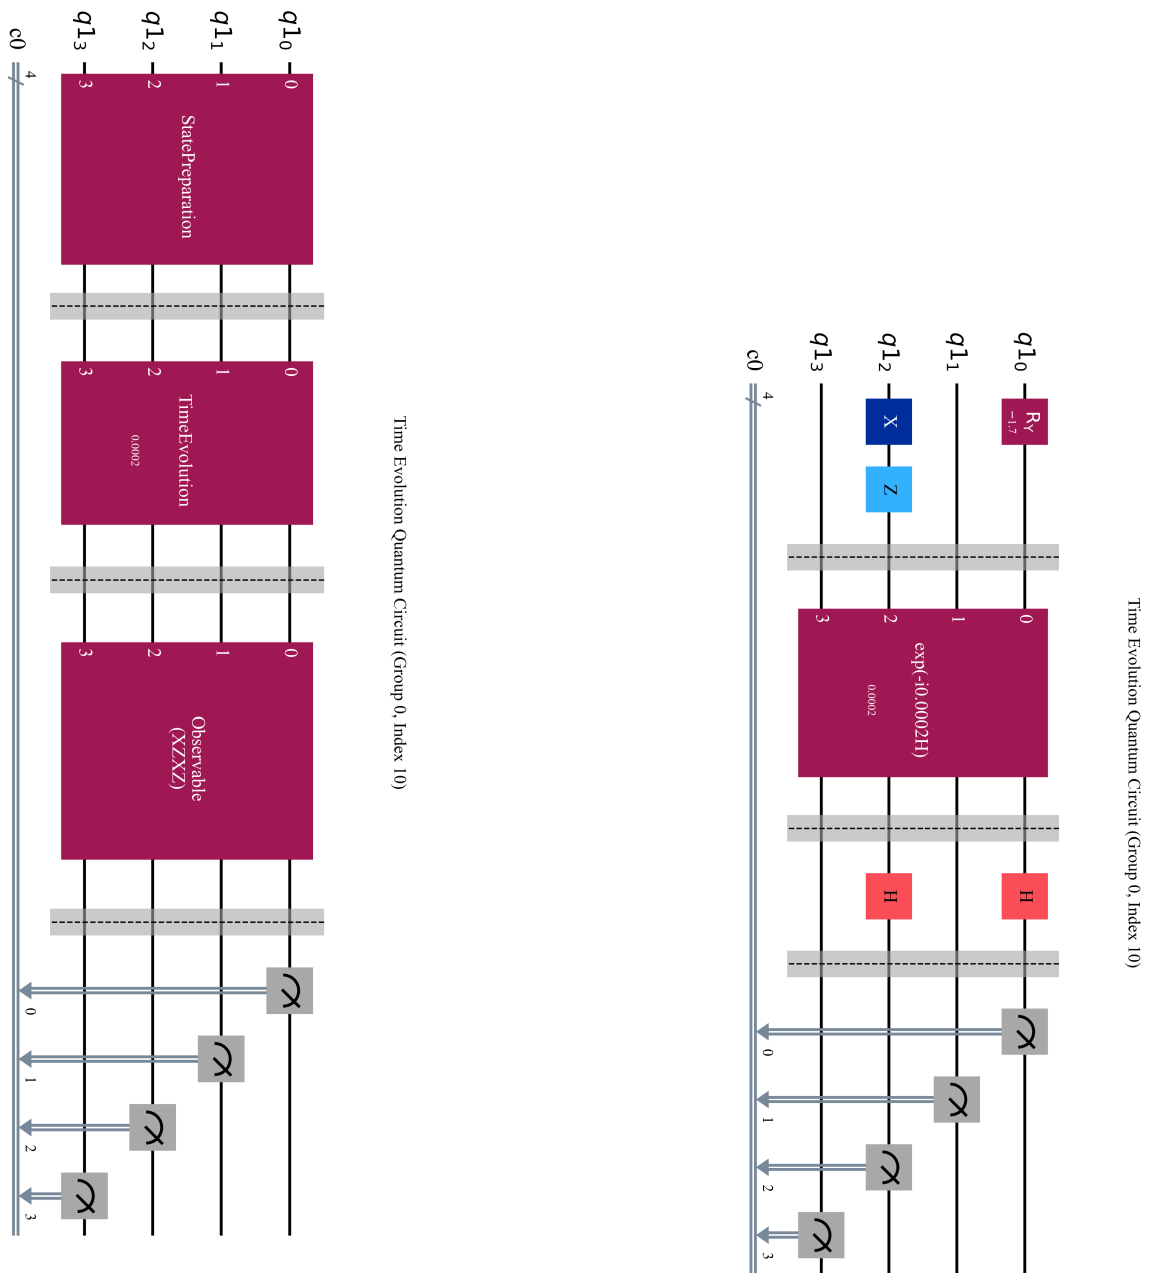 Time Evolution Quantum Circuit (Group 0, Index 10)
q1₀
R_Y
−1.7
q1₁
q1₂
X
Z
q1₃
c0
4
0
1
2
3
exp(-i0.0002H)
0.0002
H
H
0
1
2
3
Time Evolution Quantum Circuit (Group 0, Index 10)
q1₀
q1₁
q1₂
q1₃
c0
4
0
1
2
3
StatePreparation
0
1
2
3
TimeEvolution
0.0002
0
1
2
3
Observable
(XZXZ)
0
1
2
3